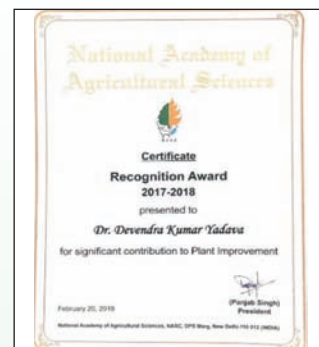 National Academy of
Agricultural Sciences
NAAS
Certificate
Recognition Award
2017-2018
presented to
Dr. Devendra Kumar Yadava
for significant contribution to Plant Improvement
(Panjab Singh)
President
February 20, 2019
National Academy of Agricultural Sciences, NASC, DPS Marg, New Delhi-110 012 (INDIA)